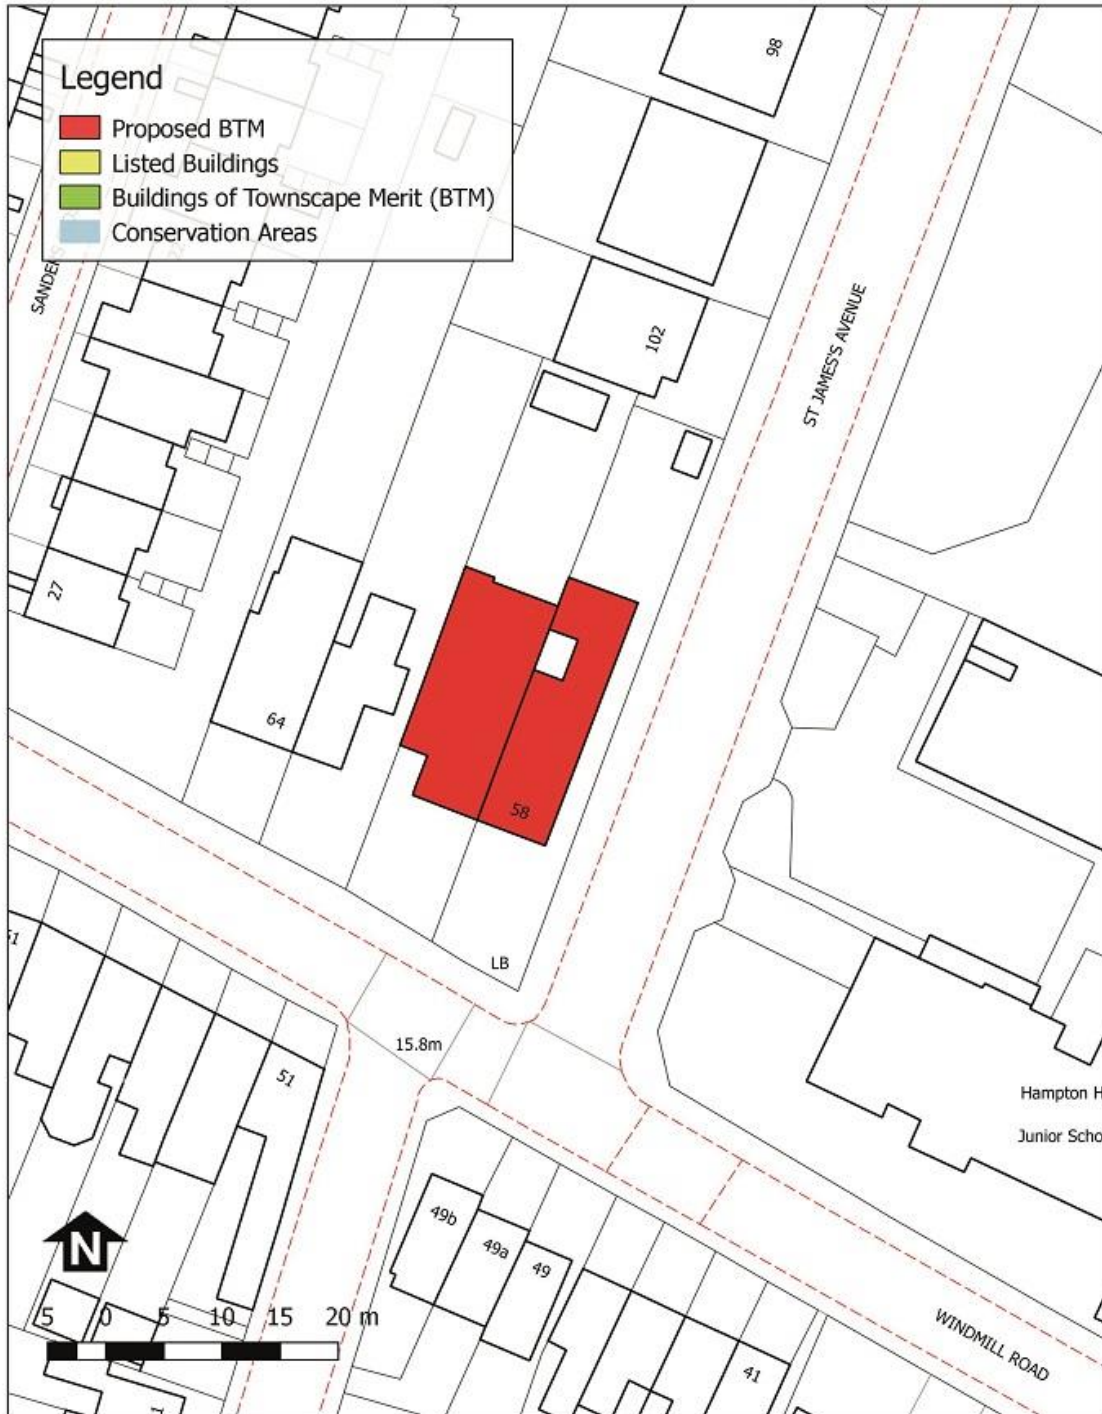 98
Legend
Proposed BTM
Listed Buildings
Buildings of Townscape Merit (BTM)
Conservation Areas
ST JAMES'S AVENUE
102
27
64
58
LB
51
15.8m
51
Hampton H
Junior Scho
49b
49a
49
N
5 0 5 10 15 20 m
WINDMILL ROAD
41
1